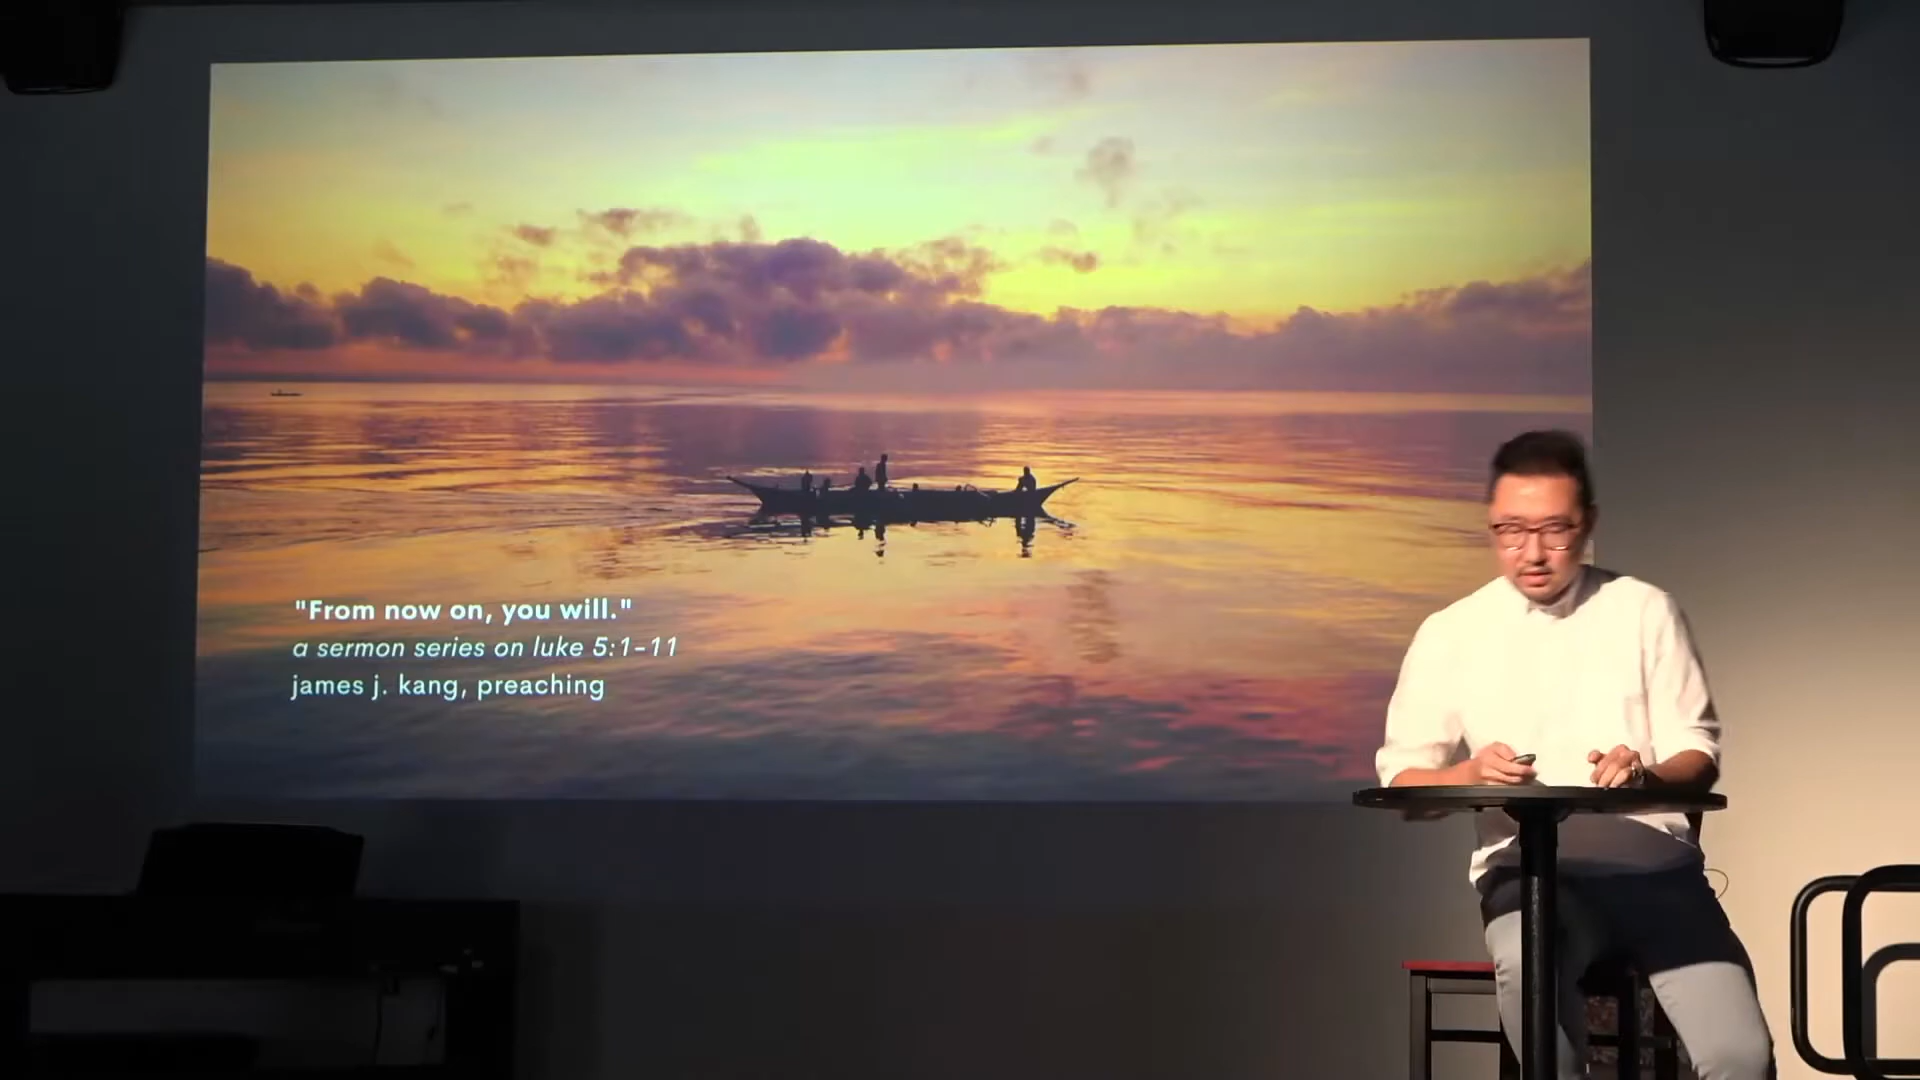 "From now on, you will."
a sermon series on luke 5:1-11
james j. kang, preaching